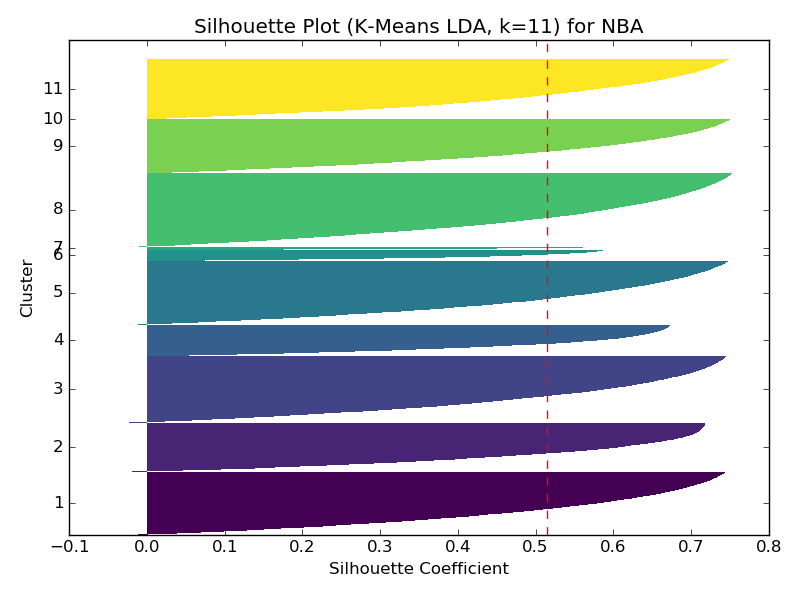 Silhouette Plot (K-Means LDA, k=11) for NBA
11
10
9
8
7
6
5
4
3
2
1
Cluster
−0.1 0.0 0.1 0.2 0.3 0.4 0.5 0.6 0.7 0.8
Silhouette Coefficient